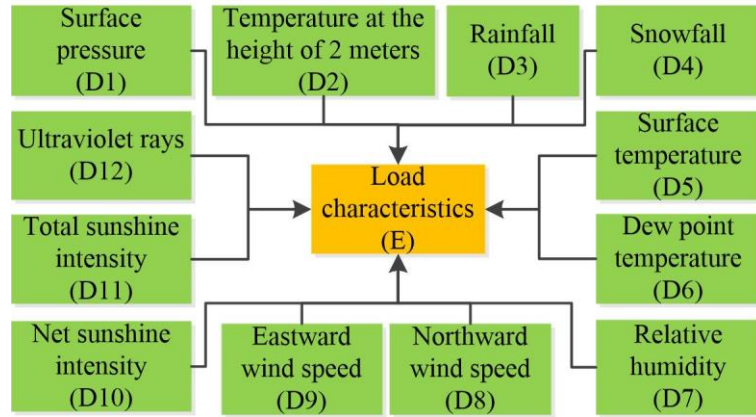 Surface
pressure
(D1)
Temperature at the
height of 2 meters
(D2)
Rainfall
(D3)
Snowfall
(D4)
Ultraviolet rays
(D12)
Load
characteristics
(E)
Surface
temperature
(D5)
Total sunshine
intensity
(D11)
Dew point
temperature
(D6)
Net sunshine
intensity
(D10)
Eastward
wind speed
(D9)
Northward
wind speed
(D8)
Relative
humidity
(D7)